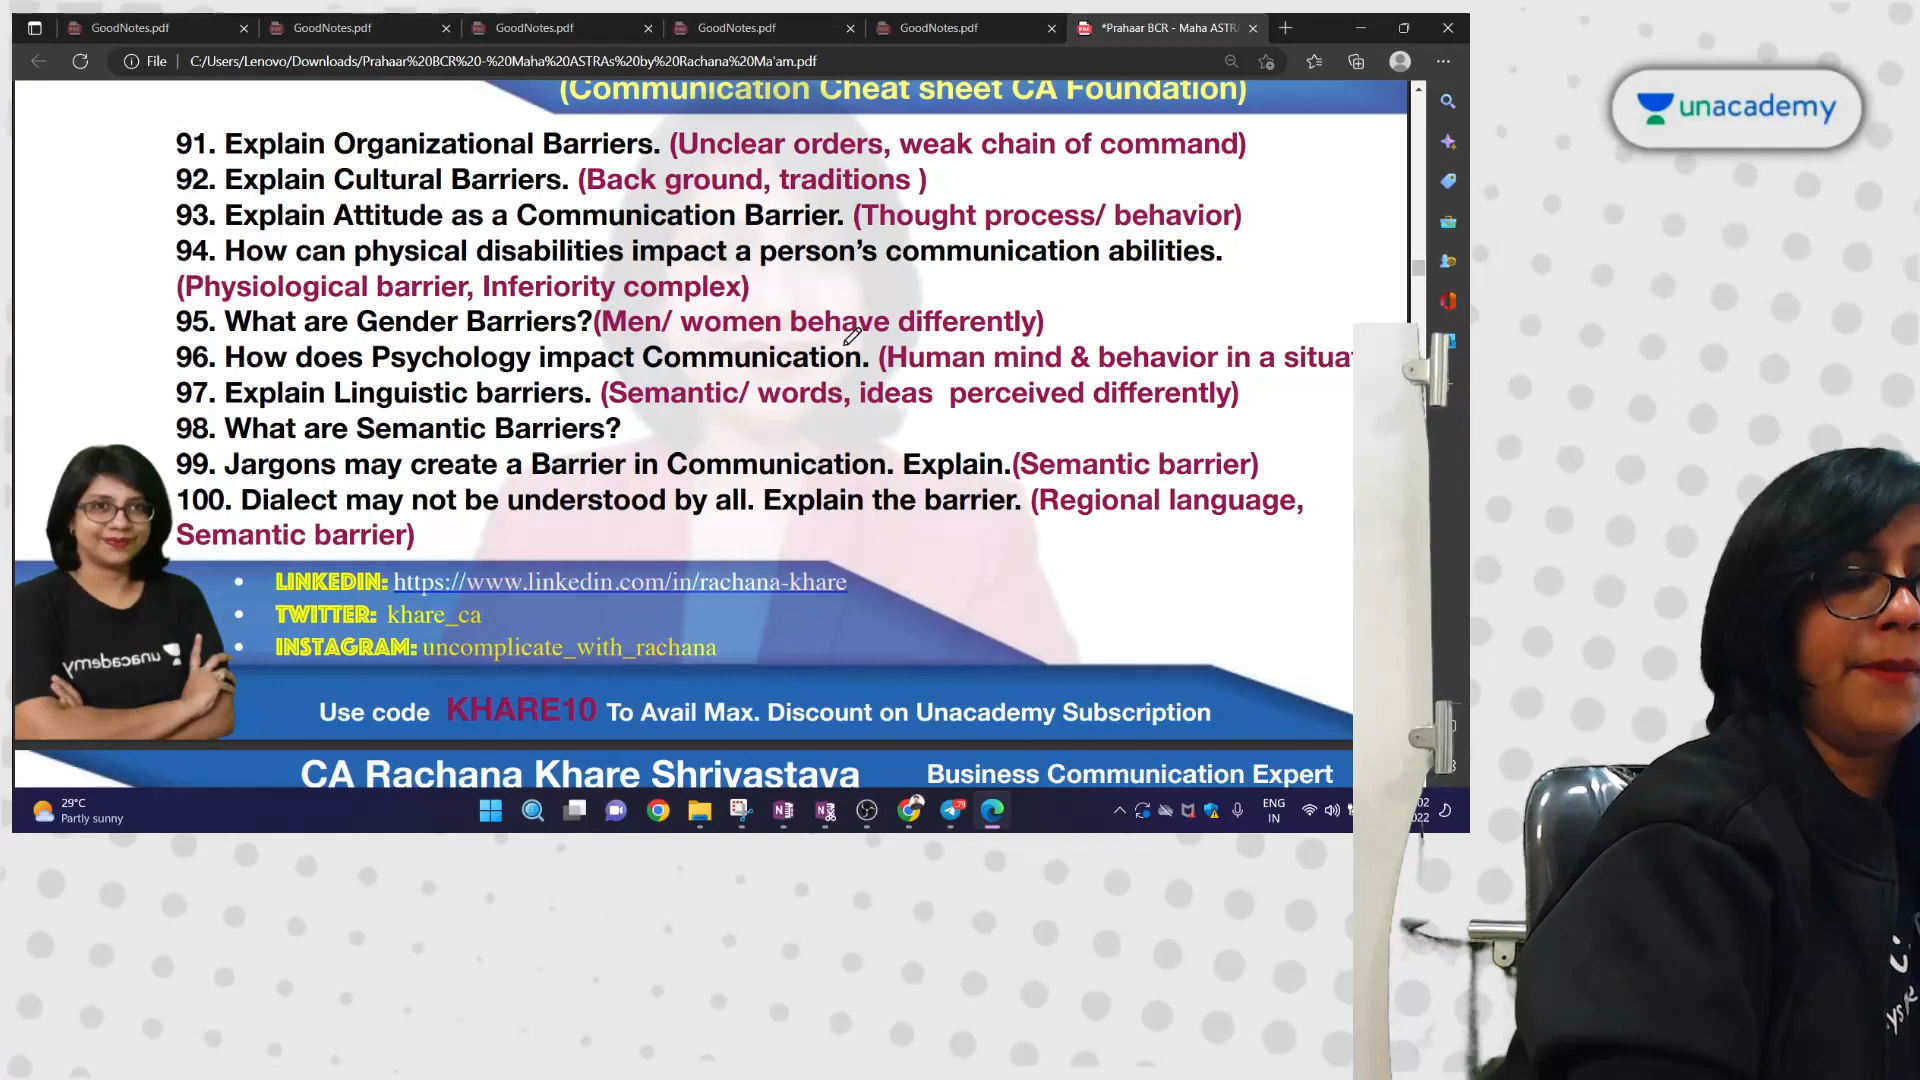 GoodNotes.pdf
GoodNotes.pdf
GoodNotes.pdf
GoodNotes.pdf
GoodNotes.pdf
*Prahaar BCR - Maha ASTR
File
C:/Users/Lenovo/Downloads/Prahaar%20BCR%20-%20Maha%20ASTRAs%20by%20Rachana%20Ma'am.pdf
unacademy
(Communication Cheat sheet CA Foundation)
91. Explain Organizational Barriers. (Unclear orders, weak chain of command)
92. Explain Cultural Barriers. (Back ground, traditions )
93. Explain Attitude as a Communication Barrier. (Thought process/ behavior)
94. How can physical disabilities impact a person’s communication abilities.
(Physiological barrier, Inferiority complex)
95. What are Gender Barriers?(Men/ women behave differently)
96. How does Psychology impact Communication. (Human mind & behavior in a situa
97. Explain Linguistic barriers. (Semantic/ words, ideas perceived differently)
98. What are Semantic Barriers?
99. Jargons may create a Barrier in Communication. Explain.(Semantic barrier)
100. Dialect may not be understood by all. Explain the barrier. (Regional language,
Semantic barrier)
unacademy
• LINKEDIN: https://www.linkedin.com/in/rachana-khare
• TWITTER: khare_ca
• INSTAGRAM: uncomplicate_with_rachana
Use code KHARE10 To Avail Max. Discount on Unacademy Subscription
CA Rachana Khare Shrivastava Business Communication Expert
29°C
Partly sunny
79
ENG
IN
02
022